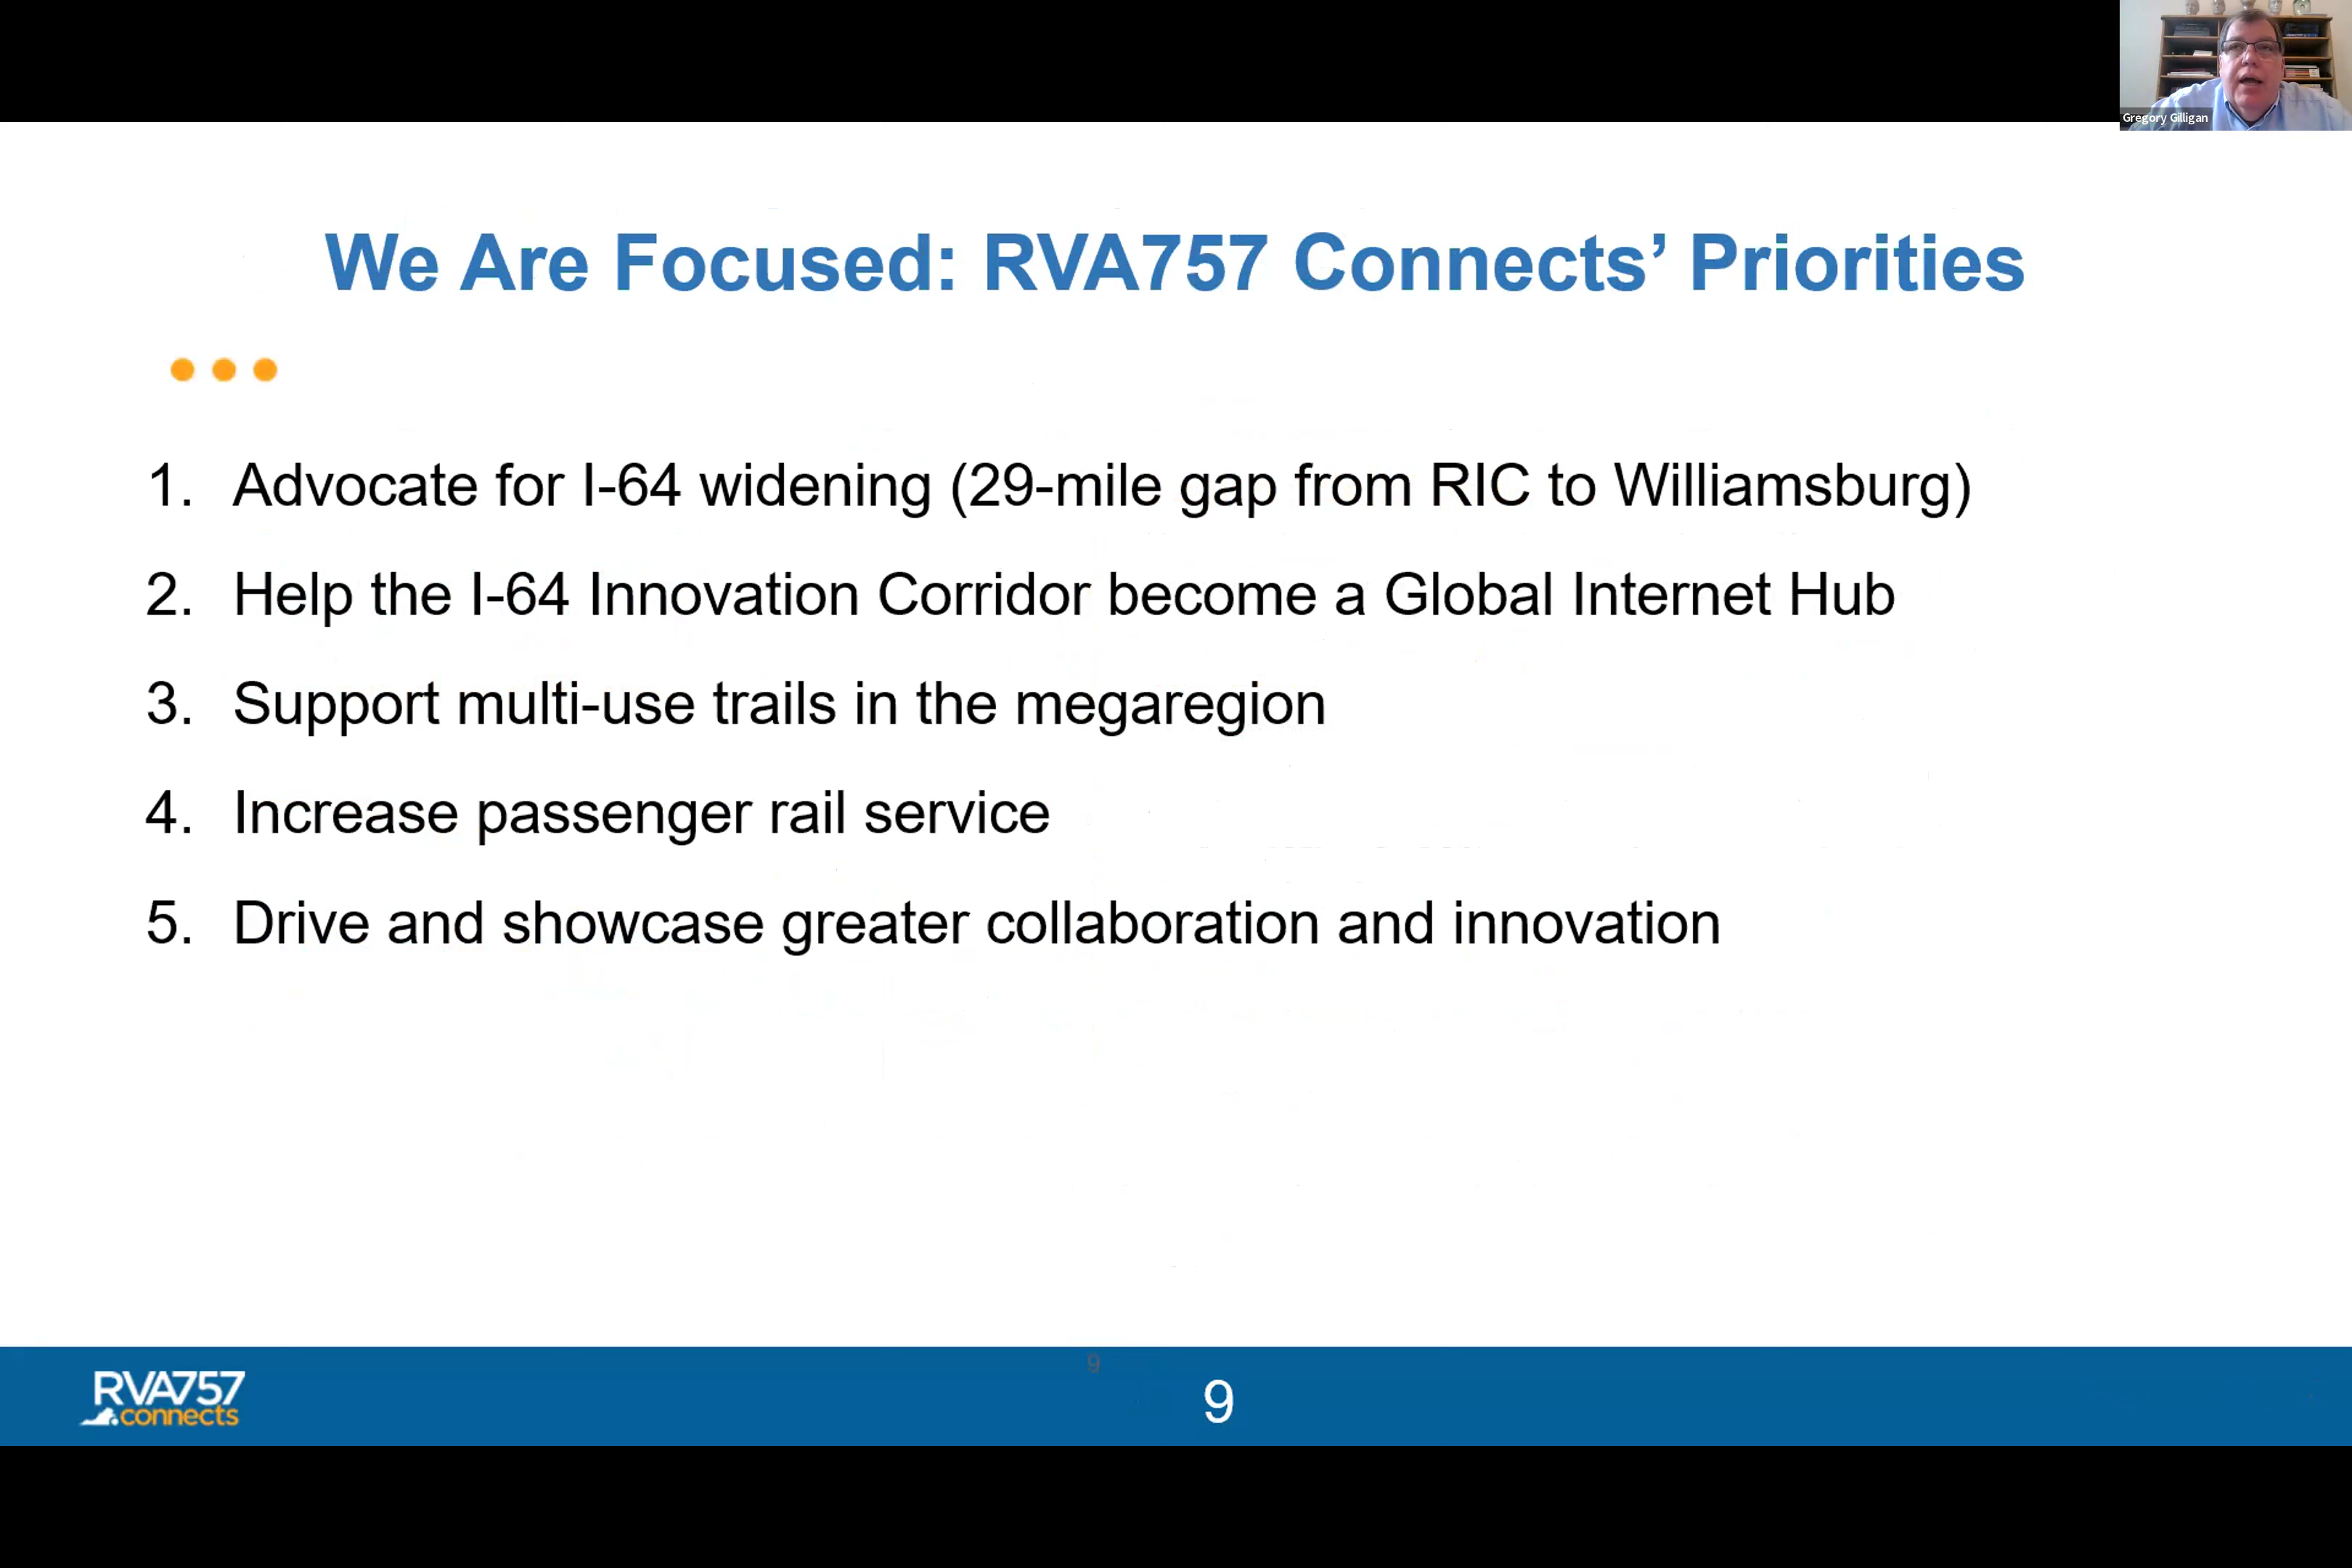 Gregory Gilligan
We Are Focused: RVA757 Connects’ Priorities
1. Advocate for I-64 widening (29-mile gap from RIC to Williamsburg)
2. Help the I-64 Innovation Corridor become a Global Internet Hub
3. Support multi-use trails in the megaregion
4. Increase passenger rail service
5. Drive and showcase greater collaboration and innovation
9
RVA757
connects
9